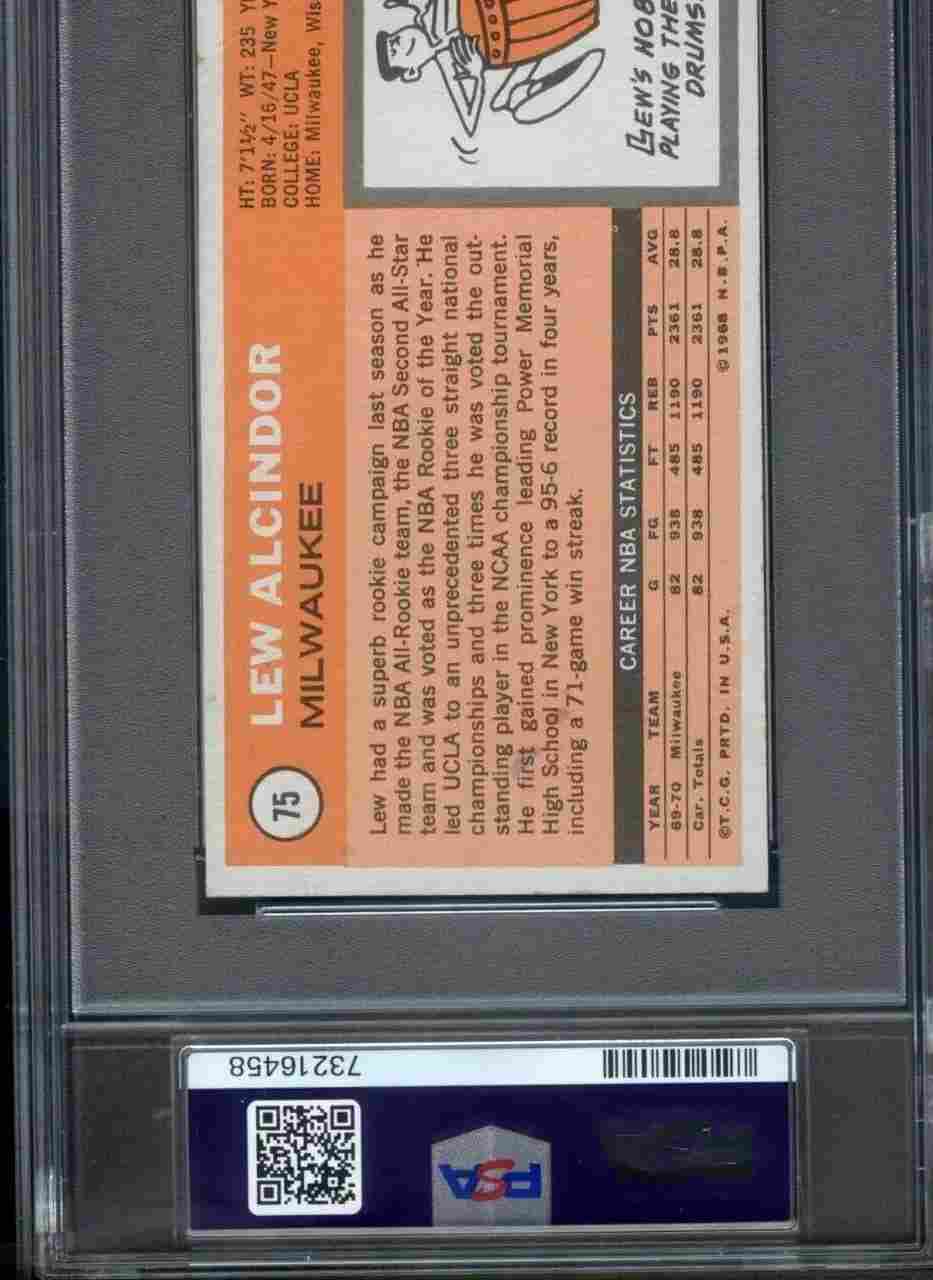 75
LEW ALCINDOR
MILWAUKEE
HT: 7'1½" WT: 235
BORN: 4/16/47—New
COLLEGE: UCLA
HOME: Milwaukee, Wis
Lew had a superb rookie campaign last season as he
made the NBA All-Rookie team, the NBA Second All-Star
team and was voted as the NBA Rookie of the Year. He
led UCLA to an unprecedented three straight national
championships and three times he was voted the out-
standing player in the NCAA championship tournament.
He first gained prominence leading Power Memorial
High School in New York to a 95-6 record in four years,
including a 71-game win streak.
LEW'S HOB
PLAYING THE
DRUMS.
CAREER NBA STATISTICS
YEAR TEAM G FG FT REB PTS AVG
69-70 Milwaukee 82 938 485 1190 2361 28.8
Car. Totals 82 938 485 1190 2361 28.8
©T.C.G. PRTD. IN U.S.A. ©1968 N.B.P.A.
73216458
PSA